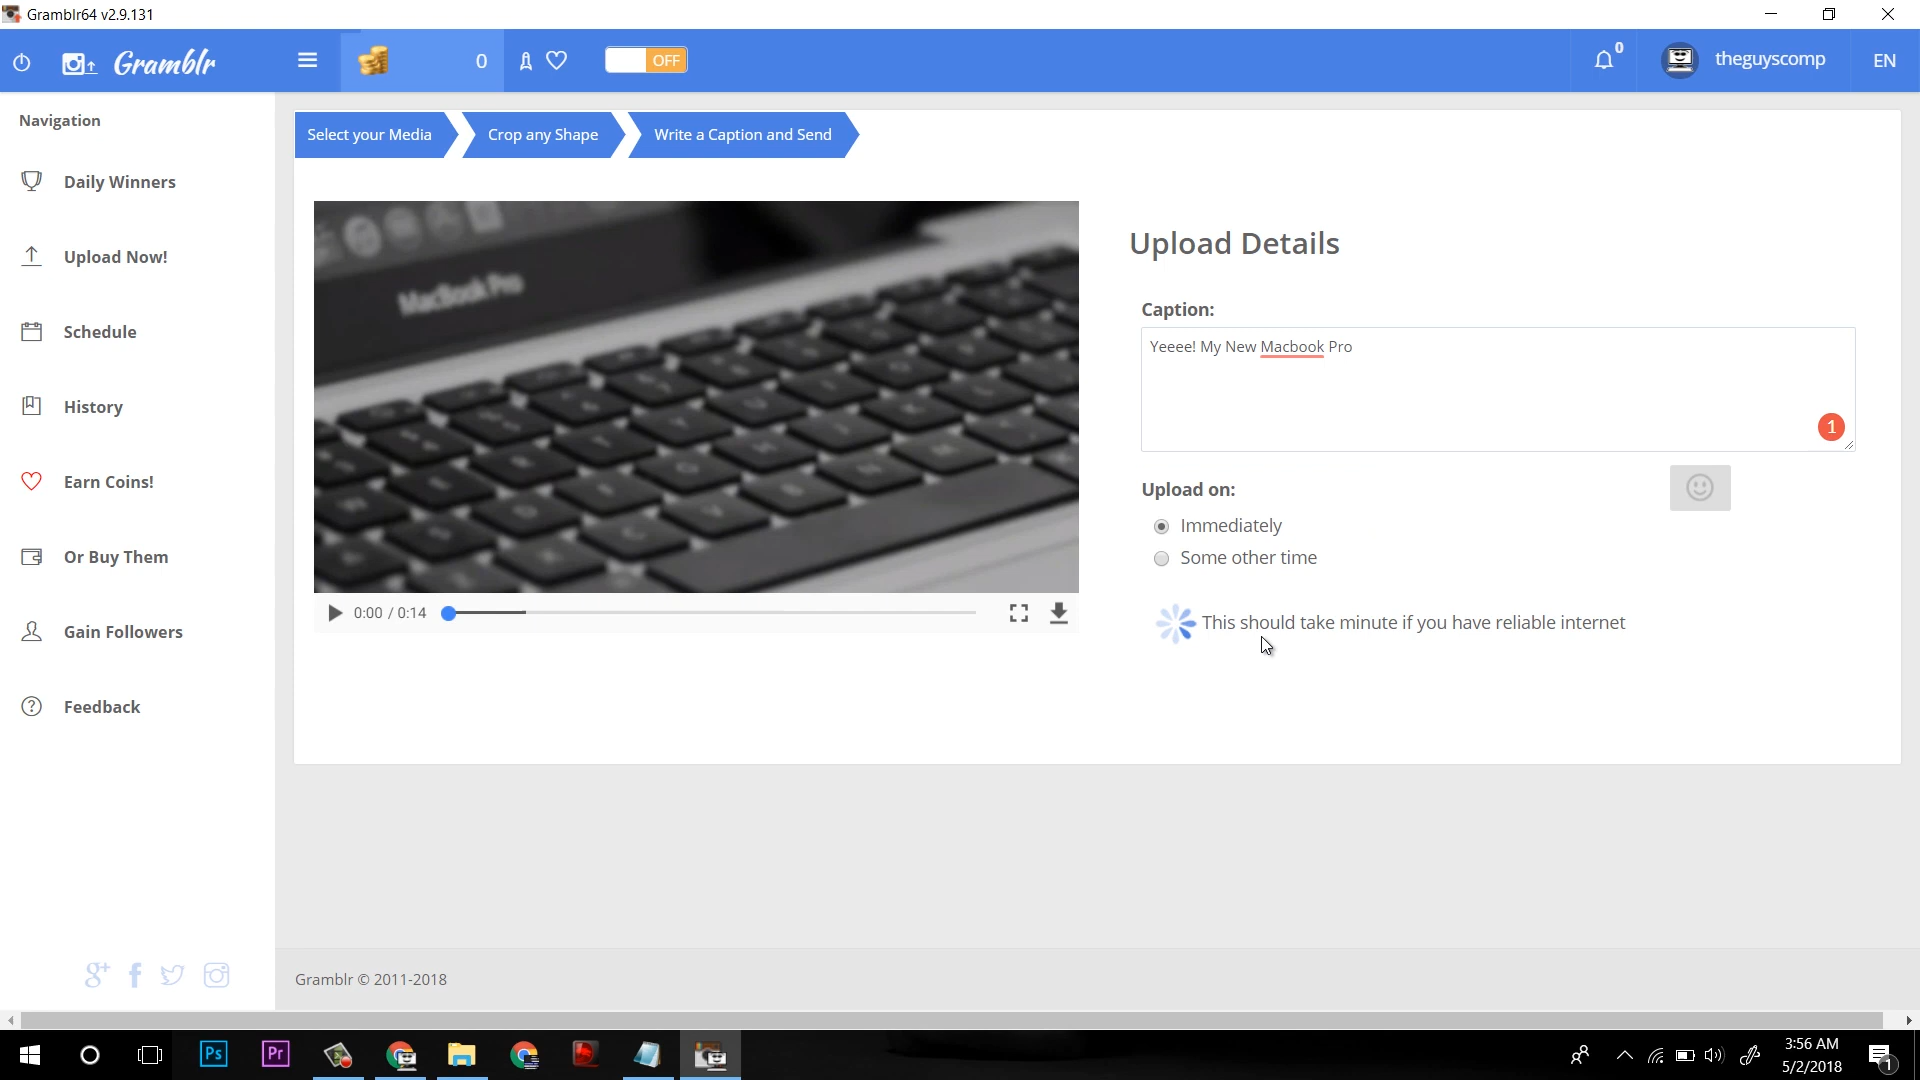 Gramblr64 v2.9.131
Gramblr
0
OFF
0
theguyscomp
EN
Navigation
Daily Winners
Upload Now!
Schedule
History
Earn Coins!
Or Buy Them
Gain Followers
Feedback
Select your Media
Crop any Shape
Write a Caption and Send
MacBook Pro
0:00 / 0:14
Upload Details
Caption:
Yeeee! My New Macbook Pro
1
Upload on:
Immediately
Some other time
This should take minute if you have reliable internet
Gramblr © 2011-2018
Ps
Pr
3:56 AM
5/2/2018
1